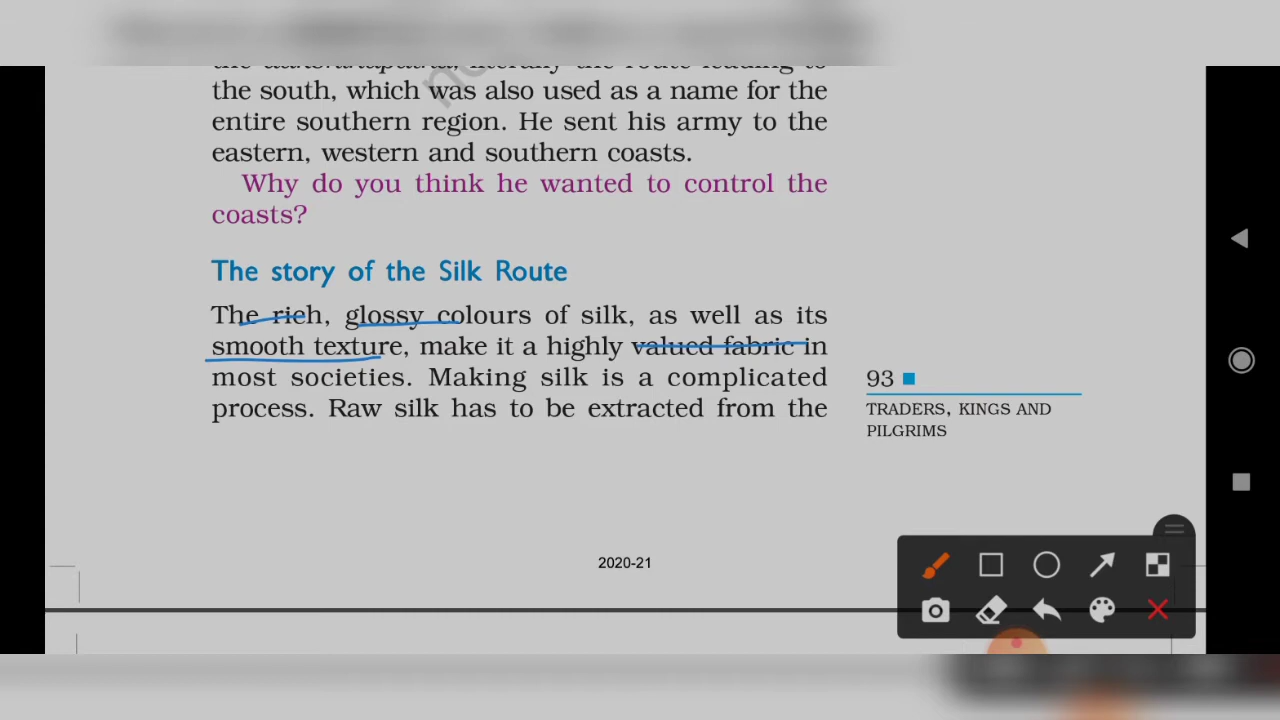 the south, which was also used as a name for the
entire southern region. He sent his army to the
eastern, western and southern coasts.
Why do you think he wanted to control the
coasts?
The story of the Silk Route
The rich, glossy colours of silk, as well as its
smooth texture, make it a highly valued fabric in
most societies. Making silk is a complicated
process. Raw silk has to be extracted from the
93
TRADERS, KINGS AND
PILGRIMS
2020-21